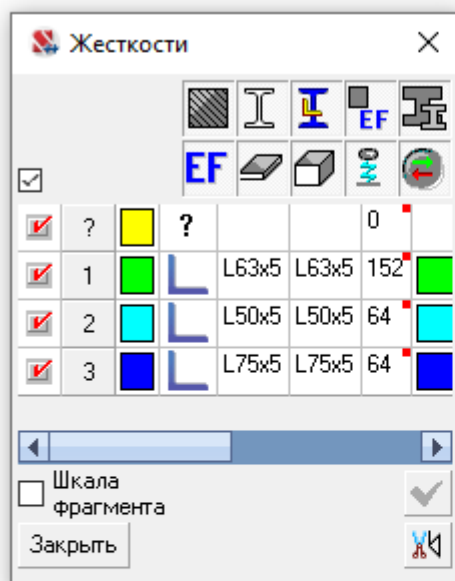 Жесткости
EF
EF
? ? 0
1 L63x5 L63x5 152
2 L50x5 L50x5 64
3 L75x5 L75x5 64
Шкала
фрагмента
Закрыть